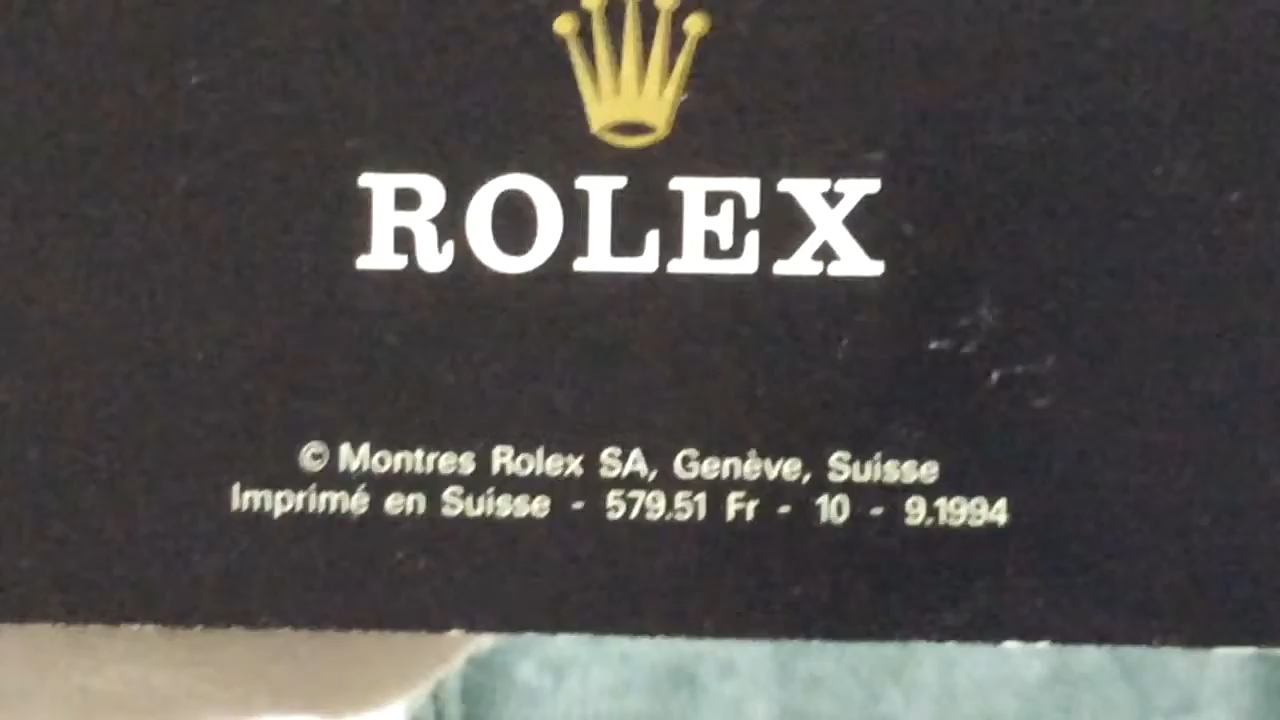 ROLEX
© Montres Rolex SA, Genève, Suisse
Imprimé en Suisse - 579.51 Fr - 10 - 9.1994